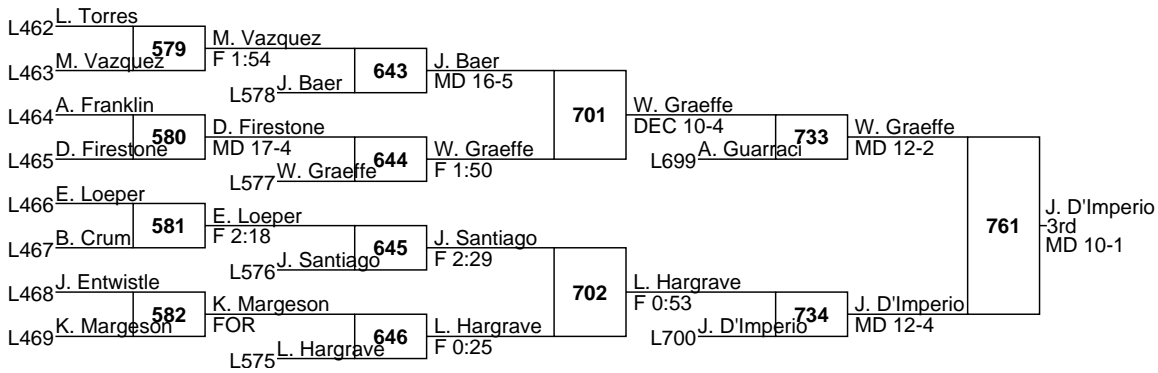 L. Torres
L462
579
M. Vazquez
F 1:54
M. Vazquez
L463
643
J. Baer
MD 16-5
J. Baer
L578
A. Franklin
L464
701
W. Graeffe
DEC 10-4
580
D. Firestone
MD 17-4
733
W. Graeffe
MD 12-2
D. Firestone
L465
644
W. Graeffe
F 1:50
A. Guarraci
L699
W. Graeffe
L577
E. Loeper
L466
581
E. Loeper
F 2:18
761
J. D'Imperio
3rd
MD 10-1
B. Crum
L467
645
J. Santiago
F 2:29
J. Santiago
L576
J. Entwistle
L468
702
L. Hargrave
F 0:53
582
K. Margeson
FOR
734
J. D'Imperio
MD 12-4
K. Margeson
L469
646
L. Hargrave
F 0:25
J. D'Imperio
L700
L. Hargrave
L575